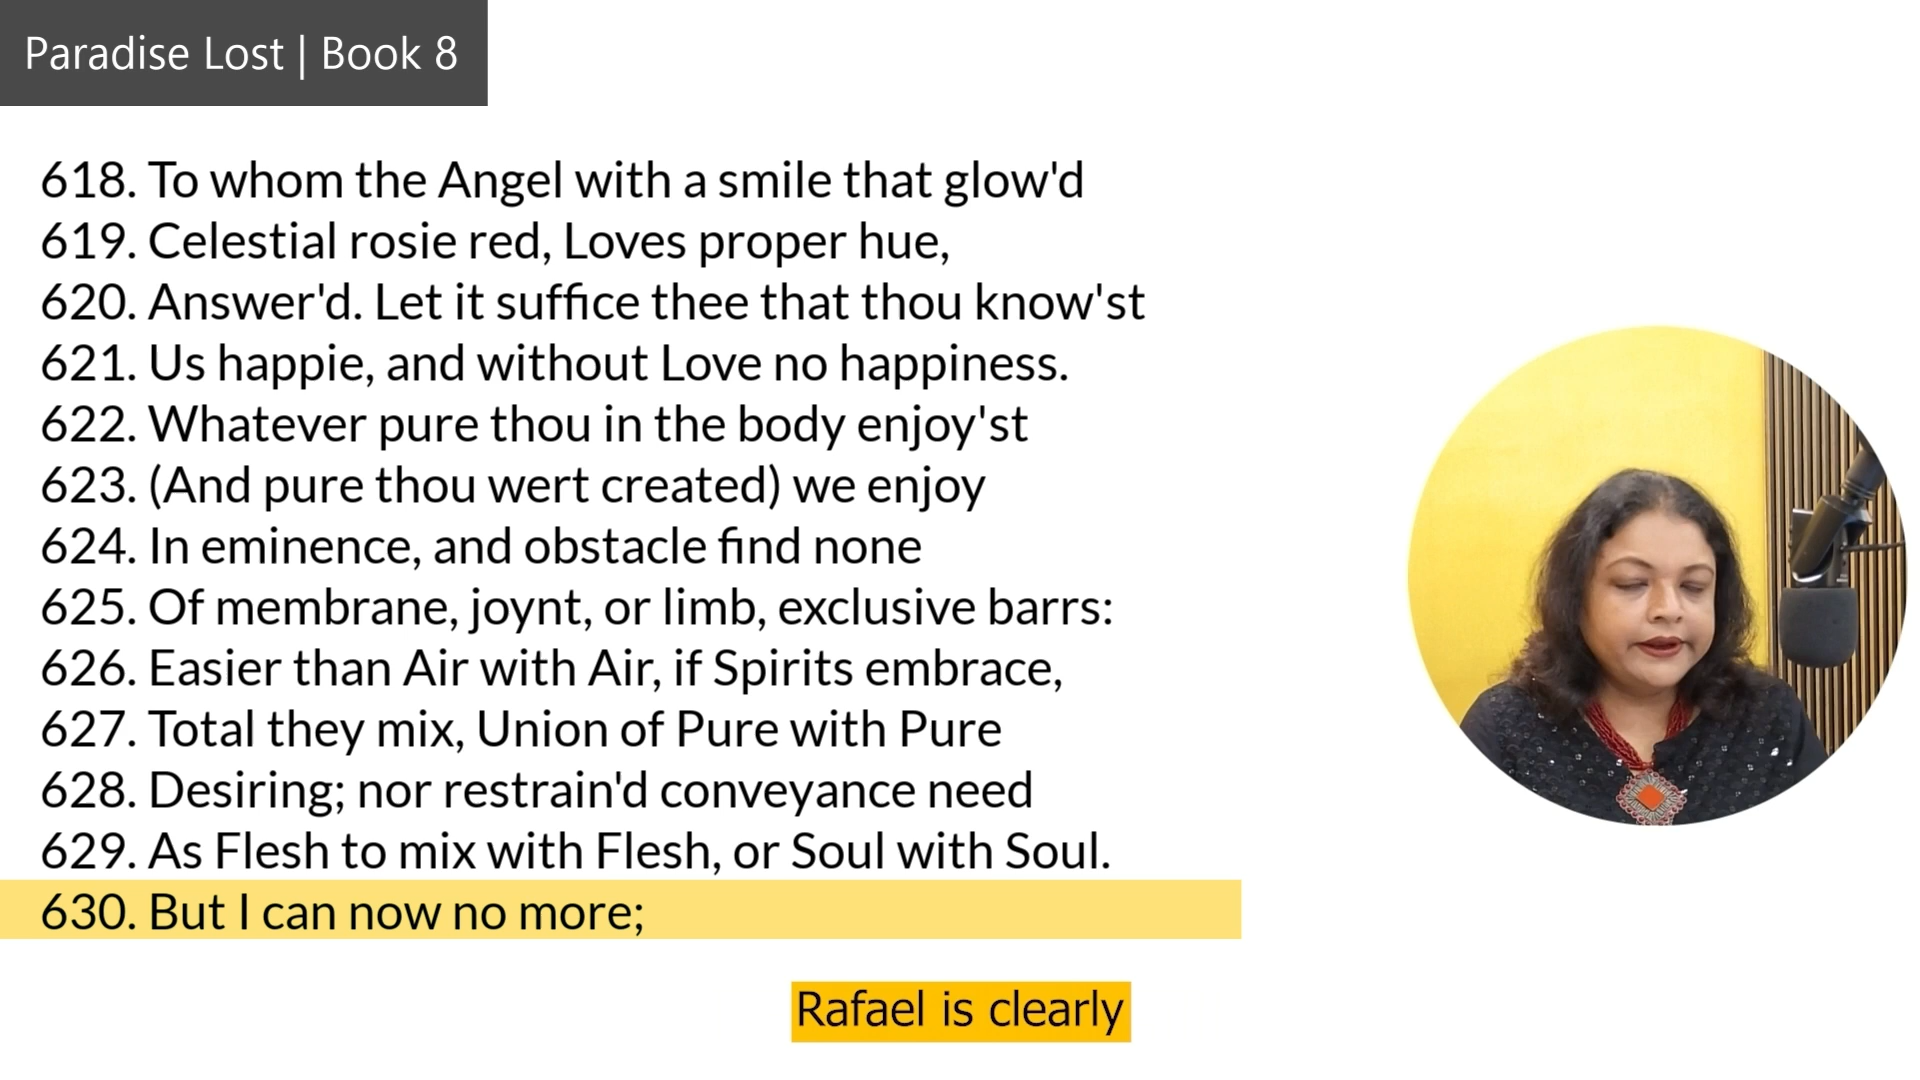 Paradise Lost | Book 8
618. To whom the Angel with a smile that glow'd
619. Celestial rosie red, Loves proper hue,
620. Answer'd. Let it suffice thee that thou know'st
621. Us happie, and without Love no happiness.
622. Whatever pure thou in the body enjoy'st
623. (And pure thou wert created) we enjoy
624. In eminence, and obstacle find none
625. Of membrane, joynt, or limb, exclusive barrs:
626. Easier than Air with Air, if Spirits embrace,
627. Total they mix, Union of Pure with Pure
628. Desiring; nor restrain'd conveyance need
629. As Flesh to mix with Flesh, or Soul with Soul.
630. But I can now no more;
Rafael is clearly